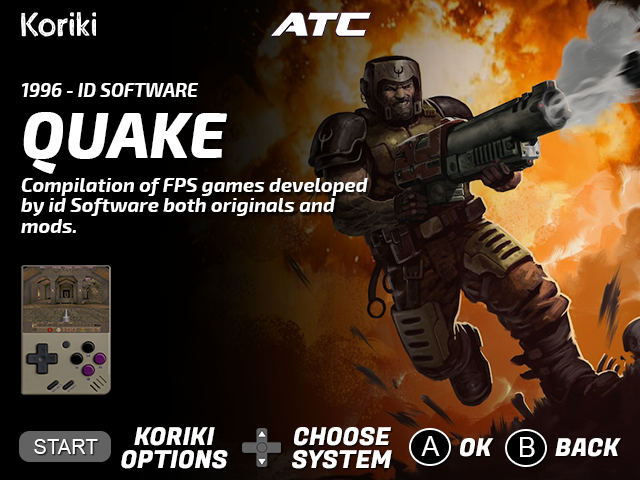 Koriki
ATC
1996 - ID SOFTWARE
QUAKE
Compilation of FPS games developed
by id Software both originals and
mods.
START
KORIKI
OPTIONS
CHOOSE
SYSTEM
A
OK
B
BACK